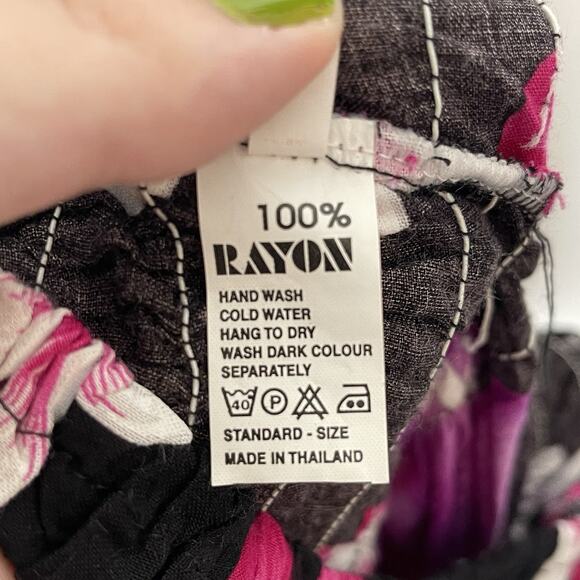 100%
RAYON
HAND WASH
COLD WATER
HANG TO DRY
WASH DARK COLOUR
SEPARATELY
40 P
STANDARD - SIZE
MADE IN THAILAND